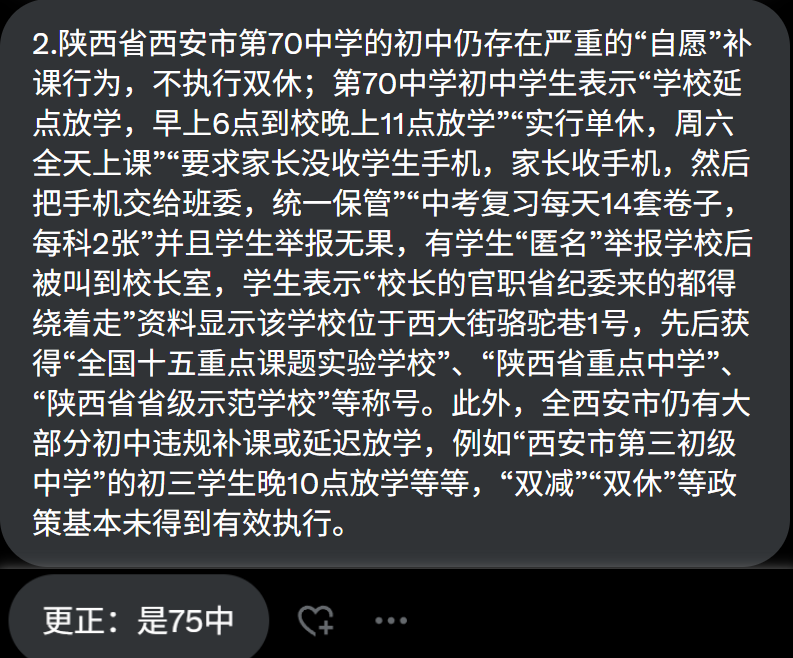 2.陕西省西安市第70中学的初中仍存在严重的“自愿”补
课行为，不执行双休；第70中学初中学生表示“学校延
点放学，早上6点到校晚上11点放学”“实行单休，周六
全天上课”“要求家长没收学生手机，家长收手机，然后
把手机交给班委，统一保管”“中考复习每天14套卷子，
每科2张”并且学生举报无果，有学生“匿名”举报学校后
被叫到校长室，学生表示“校长的官职省纪委来的都得
绕着走”资料显示该学校位于西大街骆驼巷1号，先后获
得“全国十五重点课题实验学校”、“陕西省重点中学”、
“陕西省省级示范学校”等称号。此外，全西安市仍有大
部分初中违规补课或延迟放学，例如“西安市第三初级
中学”的初三学生晚10点放学等等，“双减”“双休”等政
策基本未得到有效执行。
更正：是75中